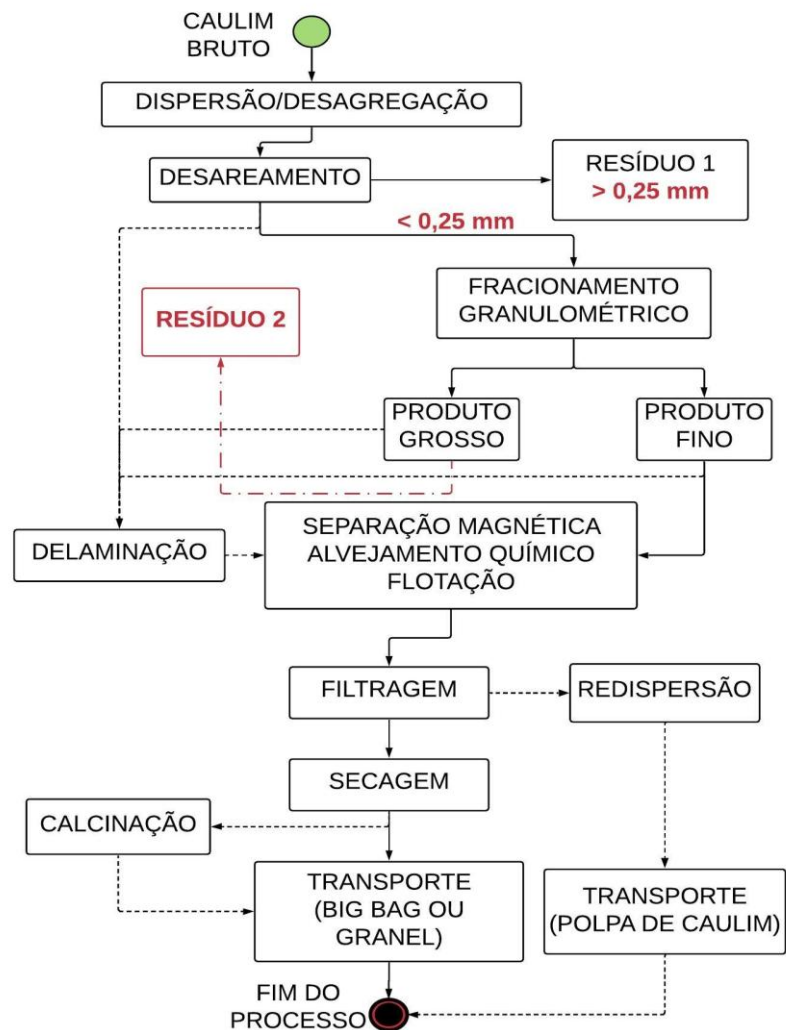 CAULIM
BRUTO
DISPERSÃO/DESAGREGAÇÃO
DESAREAMENTO
RESÍDUO 1
> 0,25 mm
< 0,25 mm
FRACIONAMENTO
GRANULOMÉTRICO
RESÍDUO 2
PRODUTO
GROSSO
PRODUTO
FINO
DELAMINAÇÃO
SEPARAÇÃO MAGNÉTICA
ALVEJAMENTO QUÍMICO
FLOTAÇÃO
FILTRAGEM
REDISPERSÃO
SECAGEM
CALCINAÇÃO
TRANSPORTE
(BIG BAG OU
GRANEL)
TRANSPORTE
(POLPA DE CAULIM)
FIM DO
PROCESSO